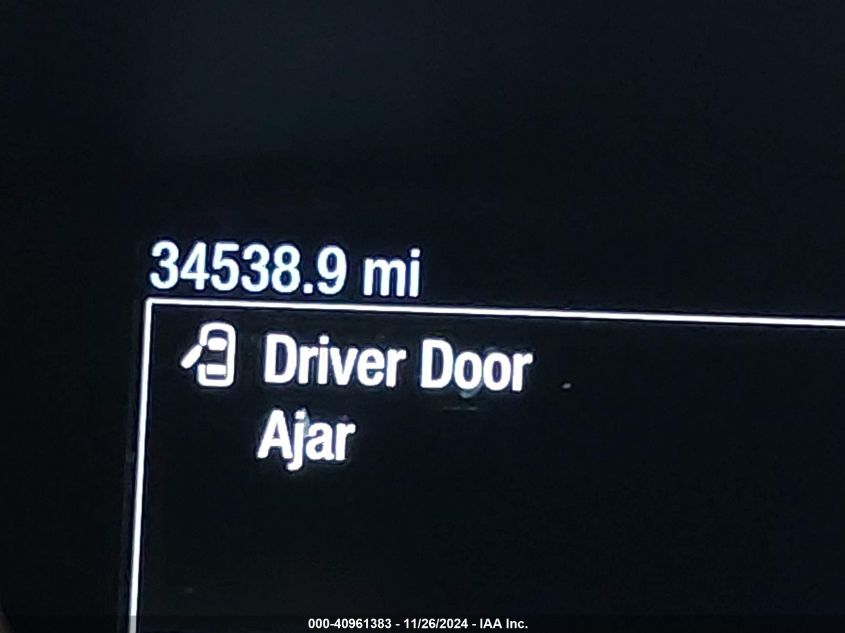 34538.9 mi
Driver Door
Ajar
000-40961383 - 11/26/2024 - IAA Inc.